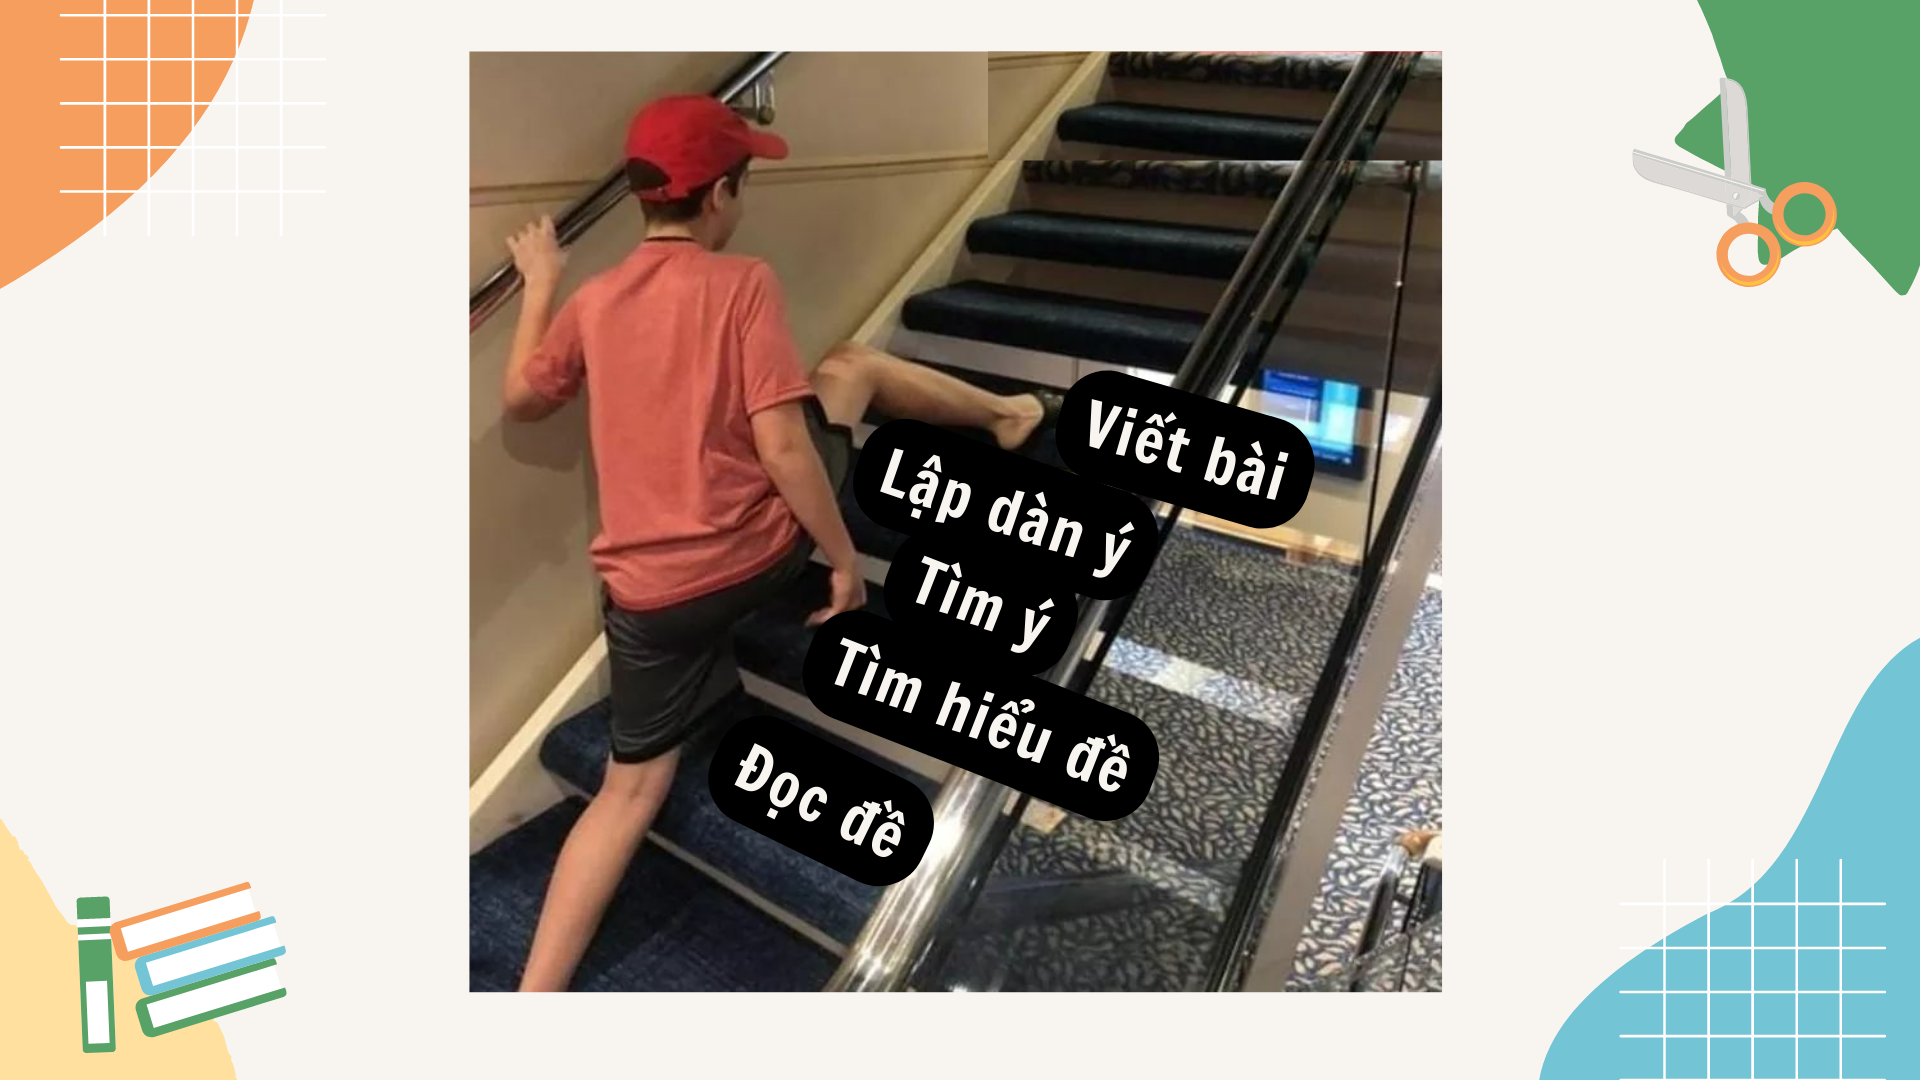 Viết bài
Lập dàn ý
Tìm ý
Tìm hiểu đề
Đọc đề